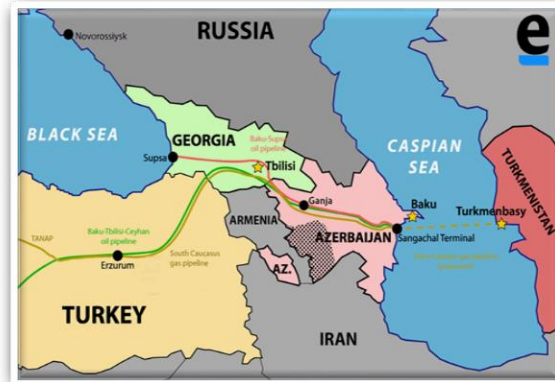 e
RUSSIA
Novorossiysk
BLACK SEA
GEORGIA
Baku-Supsa
oil pipeline
Supsa
Tbilisi
CASPIAN
SEA
TURKMENISTAN
Ganja
Baku
Turkmenbasy
ARMENIA
AZERBAIJAN
Sangachal Terminal
Baku-Tbilisi-Ceyhan
oil pipeline
TANAP
South Caucasus
gas pipeline
Erzurum
AZ.
TURKEY
IRAN